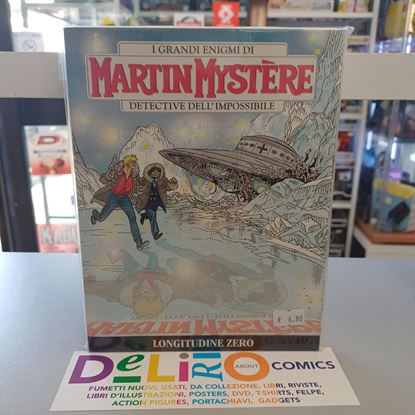 I GRANDI ENIGMI DI
MARTIN MYSTÈRE
DETECTIVE DELL'IMPOSSIBILE
€ 6,80
LONGITUDINE ZERO
DeLiRiO ABOUT COMICS
FUMETTI NUOVI, USATI, DA COLLEZIONE, LIBRI, RIVISTE,
LIBRI D'ILLUSTRAZIONI, POSTERS, DVD, T-SHIRTS, FELPE,
ACTION FIGURES, PORTACHIAVI, GADGETS